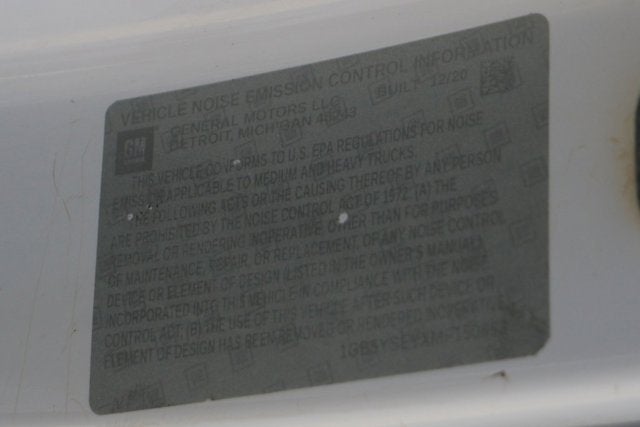 VEHICLE NOISE EMISSION CONTROL INFORMATION
GM GENERAL MOTORS LLC BUILT 12/20
DETROIT, MICHIGAN 48243
THIS VEHICLE CONFORMS TO U.S. EPA REGULATIONS FOR NOISE
EMISSION APPLICABLE TO MEDIUM AND HEAVY TRUCKS.
THE FOLLOWING ACTS OR THE CAUSING THEREOF BY ANY PERSON
ARE PROHIBITED BY THE NOISE CONTROL ACT OF 1972. (A) THE
REMOVAL OR RENDERING INOPERATIVE, OTHER THAN FOR PURPOSES
OF MAINTENANCE, REPAIR, OR REPLACEMENT, OF ANY NOISE CONTROL
DEVICE OR ELEMENT OF DESIGN (LISTED IN THE OWNER'S MANUAL)
INCORPORATED INTO THIS VEHICLE IN COMPLIANCE WITH THE NOISE
CONTROL ACT, (B) THE USE OF THIS VEHICLE AFTER SUCH DEVICE OR
ELEMENT OF DESIGN HAS BEEN REMOVED OR RENDERED INOPERATIVE.